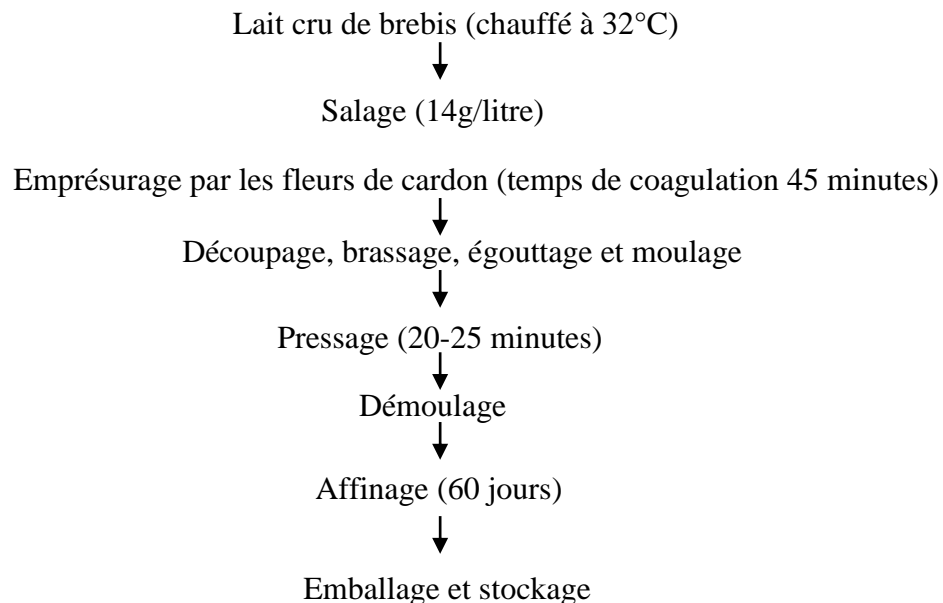 Lait cru de brebis (chauffé à 32°C)
Salage (14g/litre)
Emprésurage par les fleurs de cardon (temps de coagulation 45 minutes)
Découpage, brassage, égouttage et moulage
Pressage (20-25 minutes)
Démoulage
Affinage (60 jours)
Emballage et stockage